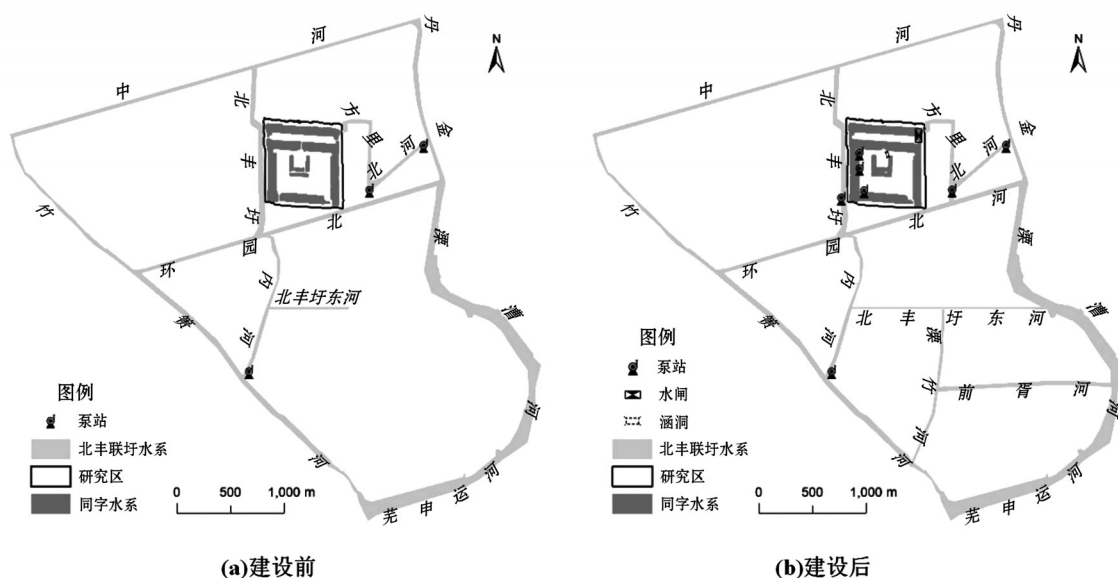 N
中
河
丹
金
溧
漕
河
北
丰
圩
内
河
方
里
北
河
环
园
北
竹
箦
河
北丰圩东河
芜
申
运
河
图例
泵站
北丰联圩水系
研究区
同字水系
0 500 1,000 m
(a)建设前
N
中
河
丹
金
溧
漕
河
北
丰
圩
内
河
方
里
北
河
环
园
北
河
竹
箦
河
北丰圩东河
溧
竹
河
前胥河
芜
申
运
河
图例
泵站
水闸
涵洞
北丰联圩水系
研究区
同字水系
0 500 1,000 m
(b)建设后